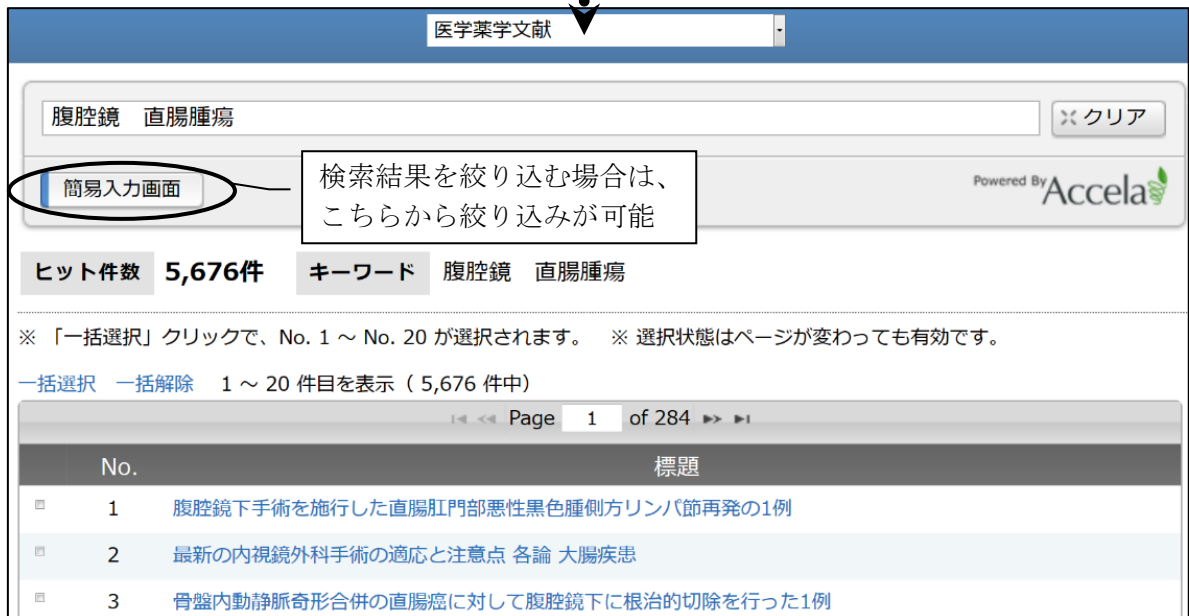 医学薬学文献
腹腔鏡　直腸腫瘍
クリア
簡易入力画面
検索結果を絞り込む場合は、
こちらから絞り込みが可能
Powered By Accela
ヒット件数 5,676件 キーワード 腹腔鏡　直腸腫瘍
※ 「一括選択」クリックで、No. 1 ～ No. 20 が選択されます。 ※ 選択状態はページが変わっても有効です。
一括選択 一括解除 1 ～ 20 件目を表示（ 5,676 件中）
Page 1 of 284
No. 標題
1 腹腔鏡下手術を施行した直腸肛門部悪性黒色腫側方リンパ節再発の1例
2 最新の内視鏡外科手術の適応と注意点 各論 大腸疾患
3 骨盤内動静脈奇形合併の直腸癌に対して腹腔鏡下に根治的切除を行った1例